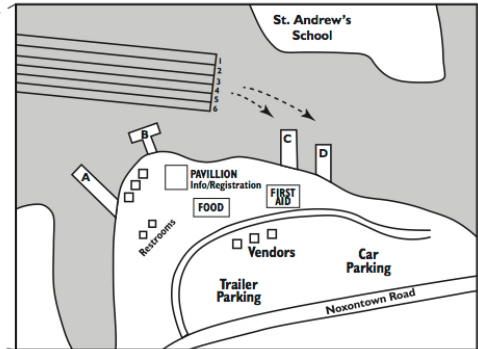 St. Andrew's
School
1
2
3
4
5
6
B
C
D
A
PAVILLION
Info/Registration
FIRST
AID
FOOD
Restrooms
Vendors
Car
Parking
Trailer
Parking
Noxontown Road